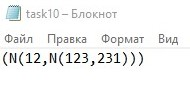 task10 – Блокнот
Файл Правка Формат Вид
(N(12,N(123,231)))